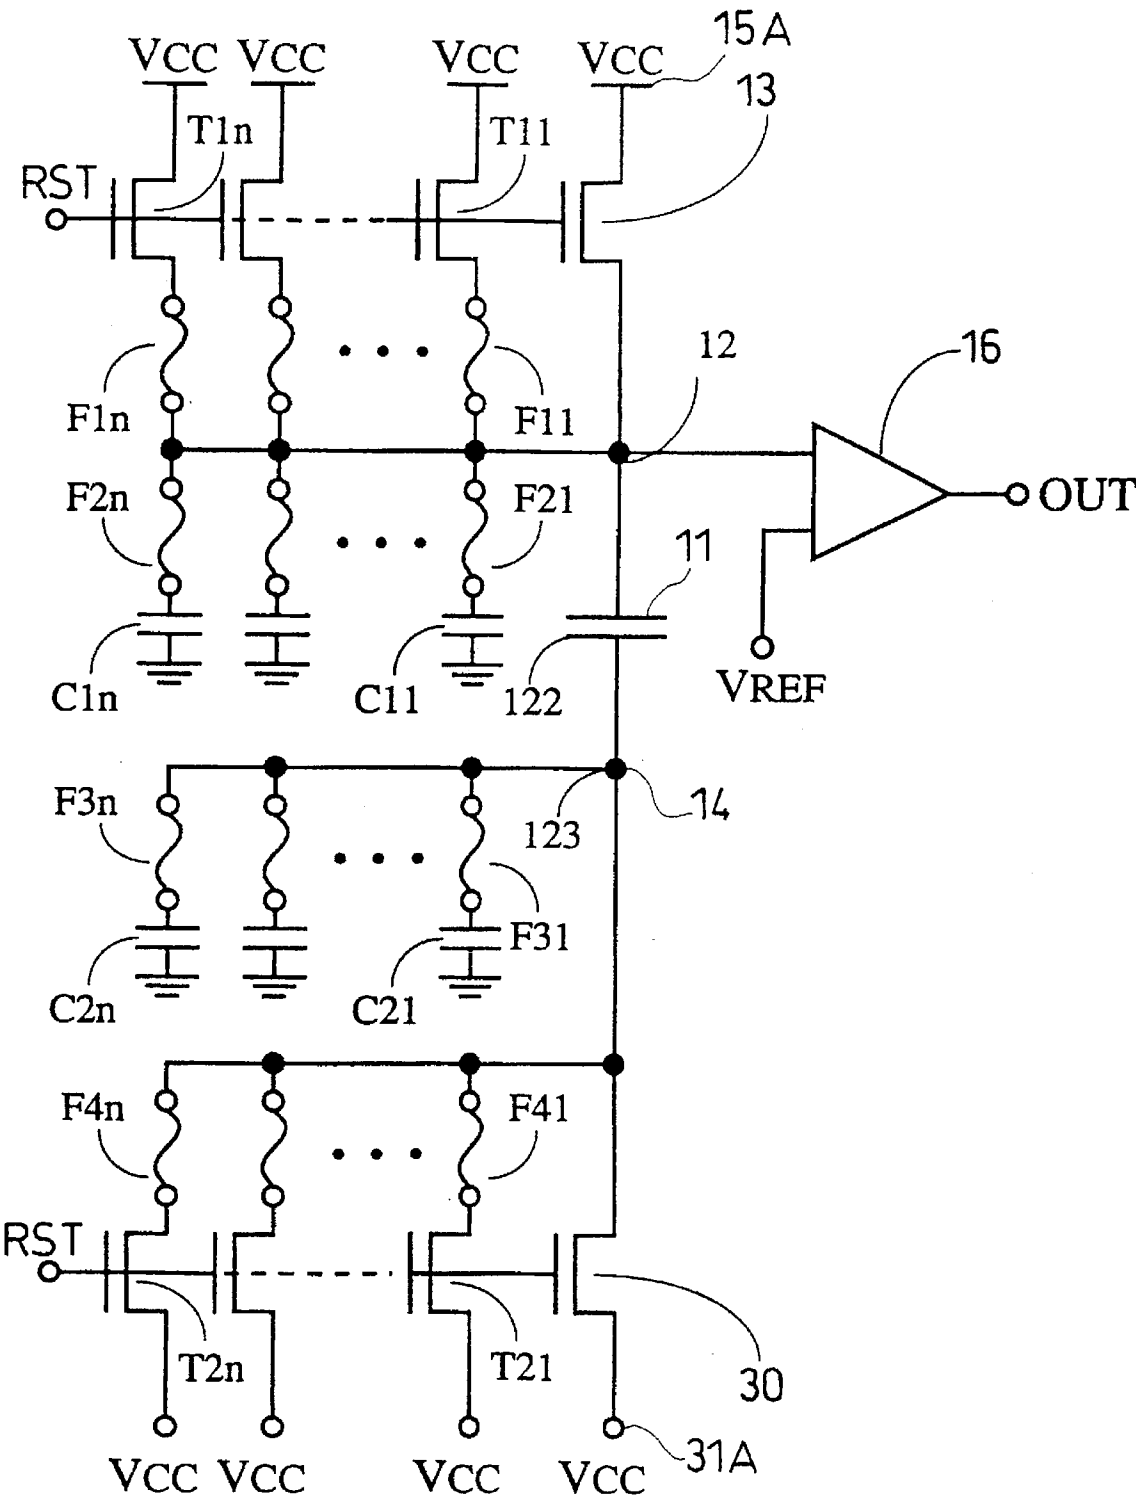 15A
VCC VCC VCC VCC
13
T1n T11
RST
12
16
F1n F11
F2n F21
OUT
11
C1n C11 122
VREF
F3n
14
123
F31
C2n C21
F4n F41
RST
T2n T21
30
31A
VCC VCC VCC VCC